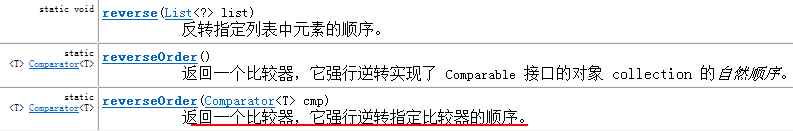 static void reverse(List<?> list)
反转指定列表中元素的顺序。
static <T> Comparator<T> reverseOrder()
返回一个比较器，它强行逆转实现了 Comparable 接口的对象 collection 的自然顺序。
static <T> Comparator<T> reverseOrder(Comparator<T> cmp)
返回一个比较器，它强行逆转指定比较器的顺序。